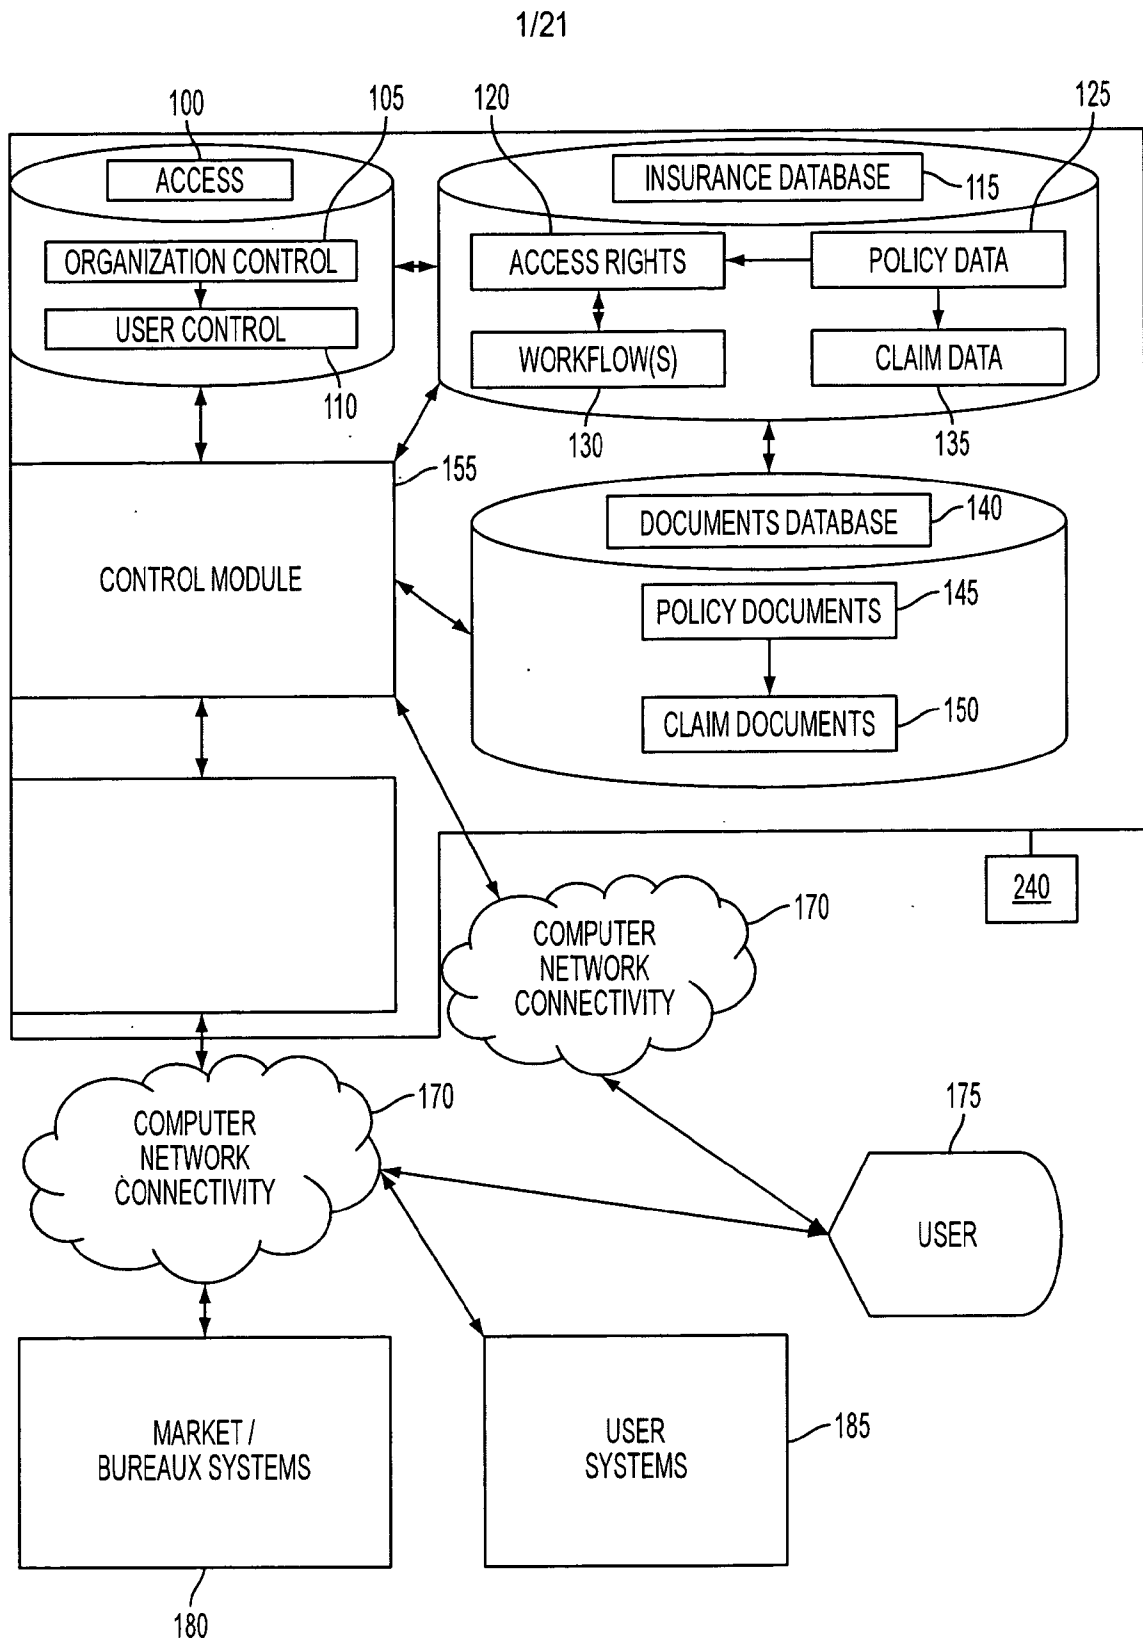 1/21
100
105
120
125
ACCESS
INSURANCE DATABASE
115
ORGANIZATION CONTROL
ACCESS RIGHTS
POLICY DATA
USER CONTROL
WORKFLOW(S)
CLAIM DATA
110
130
135
155
DOCUMENTS DATABASE
140
CONTROL MODULE
POLICY DOCUMENTS
145
CLAIM DOCUMENTS
150
240
170
COMPUTER
NETWORK
CONNECTIVITY
170
COMPUTER
NETWORK
CONNECTIVITY
175
USER
MARKET /
BUREAUX SYSTEMS
USER
SYSTEMS
185
180